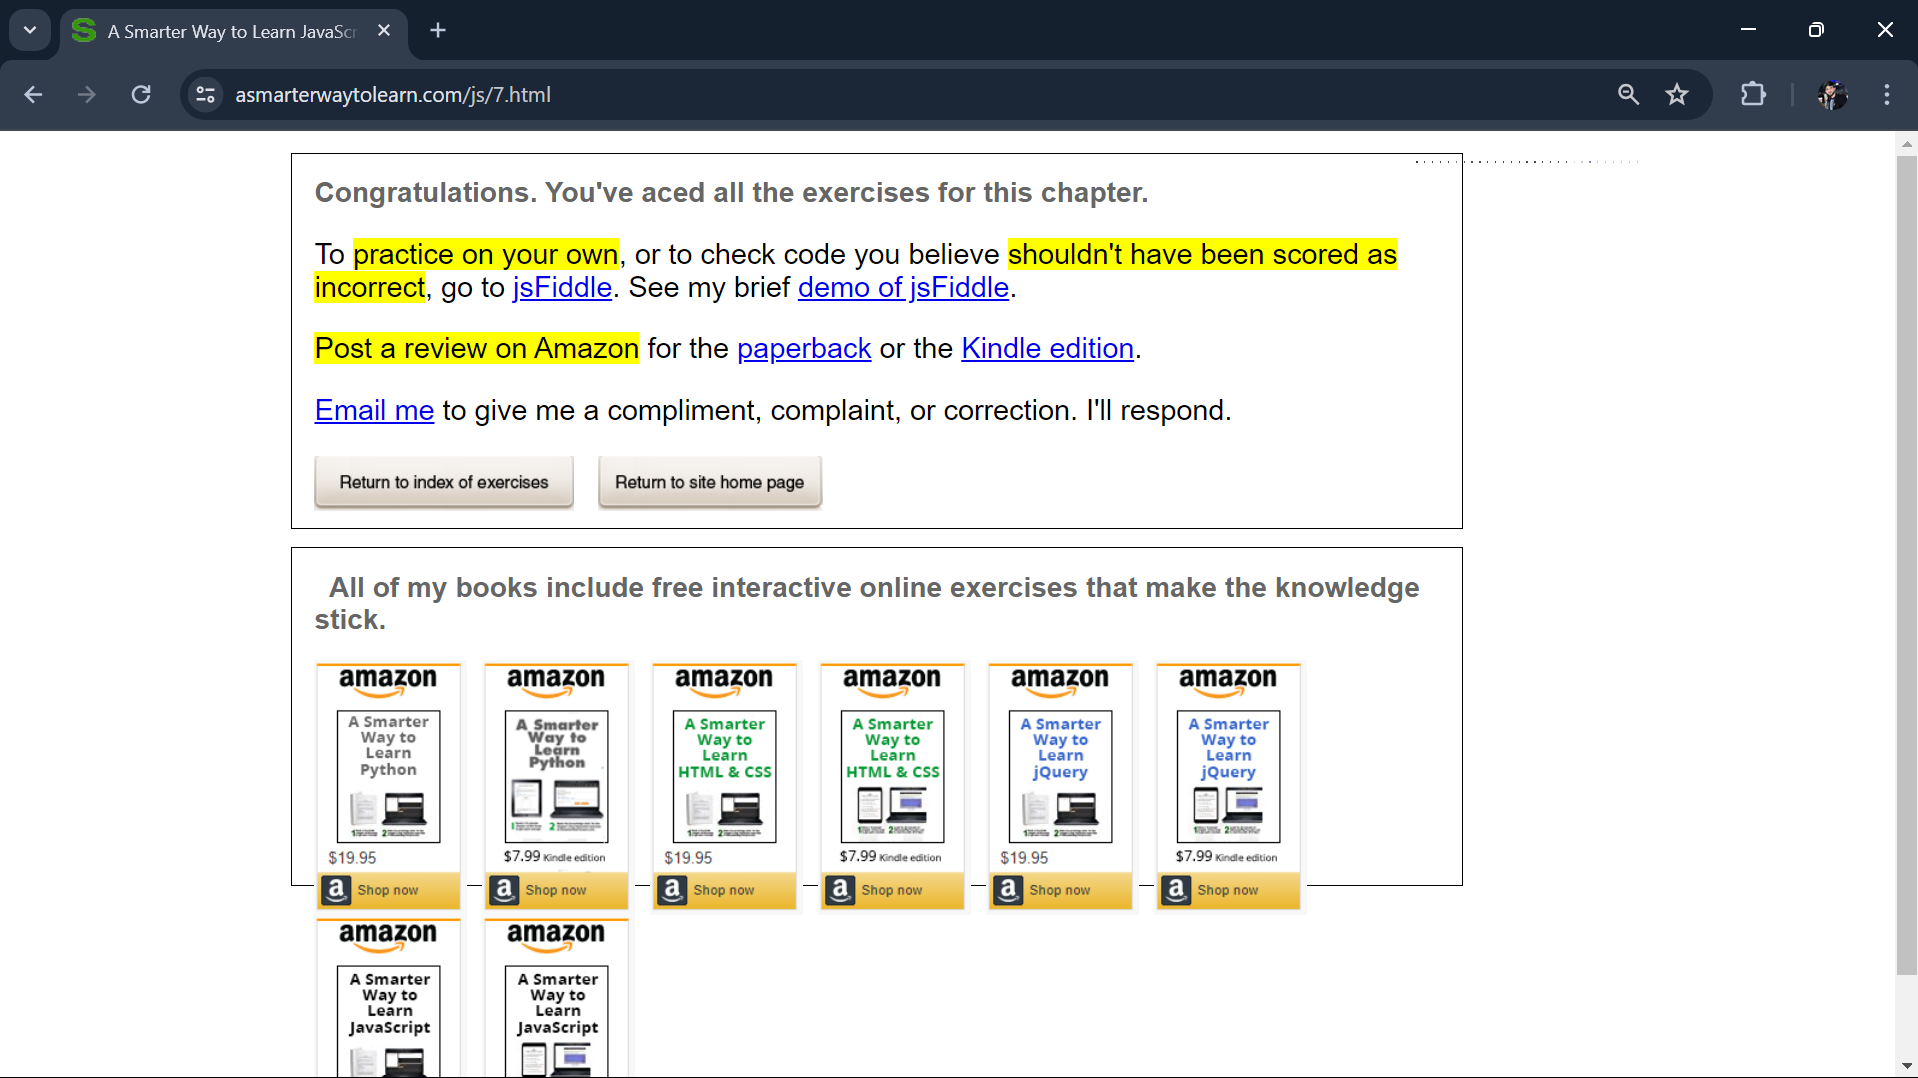 A Smarter Way to Learn JavaScr
asmarterwaytolearn.com/js/7.html
Congratulations. You've aced all the exercises for this chapter.
To practice on your own, or to check code you believe shouldn't have been scored as
incorrect, go to jsFiddle. See my brief demo of jsFiddle.
Post a review on Amazon for the paperback or the Kindle edition.
Email me to give me a compliment, complaint, or correction. I'll respond.
Return to index of exercises Return to site home page
All of my books include free interactive online exercises that make the knowledge
stick.
amazon
A Smarter
Way to
Learn
Python
$19.95
a Shop now
amazon
A Smarter
Way to
Learn
Python
$7.99 Kindle edition
a Shop now
amazon
A Smarter
Way to
Learn
HTML & CSS
$19.95
a Shop now
amazon
A Smarter
Way to
Learn
HTML & CSS
$7.99 Kindle edition
a Shop now
amazon
A Smarter
Way to
Learn
jQuery
$19.95
a Shop now
amazon
A Smarter
Way to
Learn
jQuery
$7.99 Kindle edition
a Shop now
amazon
A Smarter
Way to
Learn
JavaScript
amazon
A Smarter
Way to
Learn
JavaScript